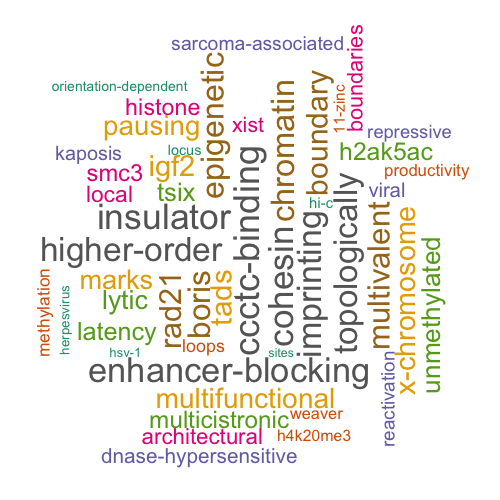 sarcoma-associated
boundaries
orientation-dependent
epigenetic
histone
chromatin
boundary
11-zinc
pausing
xist
repressive
kaposis
locus
h2ak5ac
igf2
smc3
productivity
local
tsix
hi-c
viral
insulator
ccctc-binding
cohesin
imprinting
topologically
multivalent
x-chromosome
unmethylated
higher-order
methylation
herpesvirus
marks
rad21
boris
tads
lytic
latency
hsv-1
loops
sites
reactivation
enhancer-blocking
multifunctional
multicistronic
weaver
architectural
h4k20me3
dnase-hypersensitive